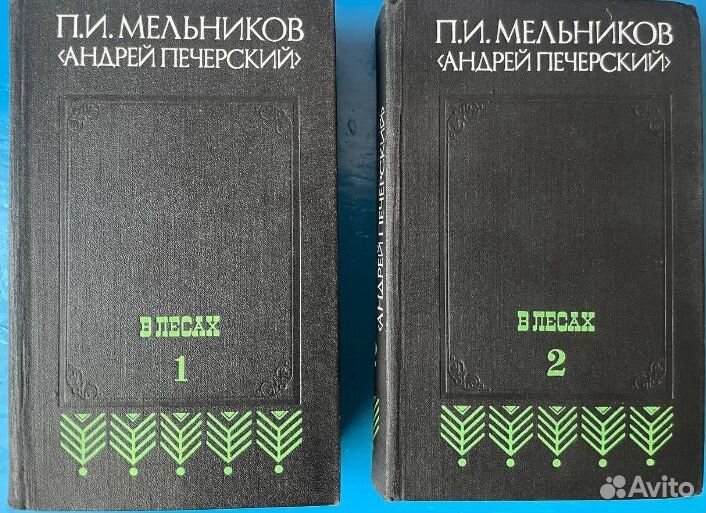 П.И. МЕЛЬНИКОВ
‹АНДРЕЙ ПЕЧЕРСКИЙ›
В ЛЕСАХ
1
П.И. МЕЛЬНИКОВ
‹АНДРЕЙ ПЕЧЕРСКИЙ›
В ЛЕСАХ
2
‹АНДРЕЙ ПЕЧЕРСКИЙ›
Avito